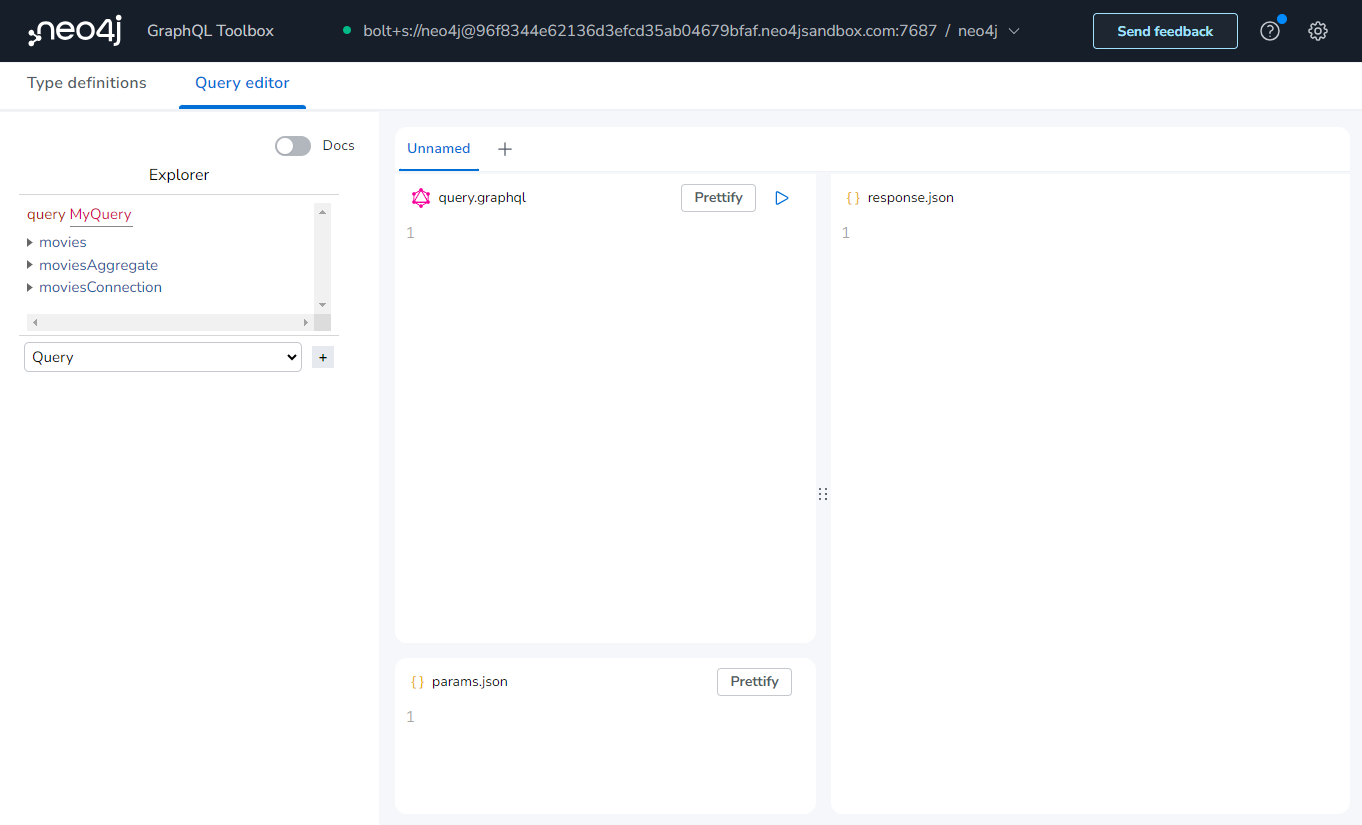 neo4j GraphQL Toolbox bolt+s://neo4j@96f8344e62136d3efcd35ab04679bfaf.neo4jsandbox.com:7687 / neo4j Send feedback ?
Type definitions Query editor
Docs
Explorer
query MyQuery
movies
moviesAggregate
moviesConnection
Query +
Unnamed +
query.graphql Prettify
1
params.json Prettify
1
{} response.json
1